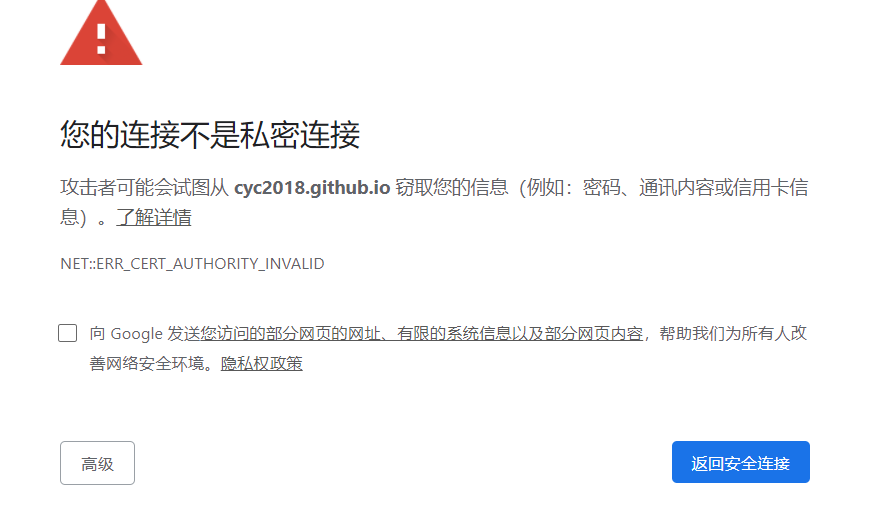 您的连接不是私密连接
攻击者可能会试图从 cyc2018.github.io 窃取您的信息（例如：密码、通讯内容或信用卡信
息）。了解详情
NET::ERR_CERT_AUTHORITY_INVALID
向 Google 发送您访问的部分网页的网址、有限的系统信息以及部分网页内容，帮助我们为所有人改
善网络安全环境。隐私权政策
高级
返回安全连接